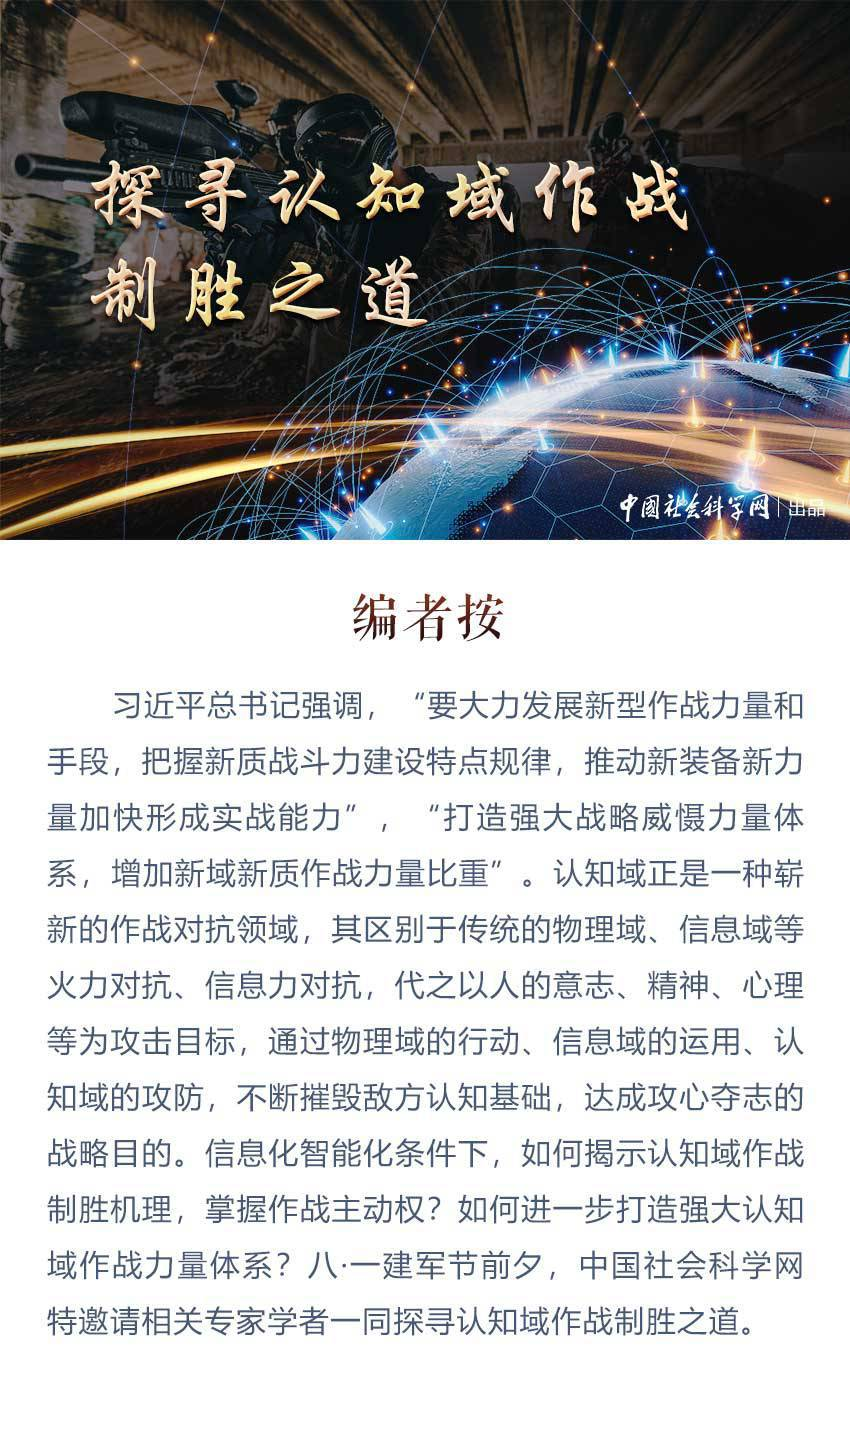 探寻认知域作战
制胜之道
中国社会科学网|出品
编者按
习近平总书记强调，“要大力发展新型作战力量和
手段，把握新质战斗力建设特点规律，推动新装备新力
量加快形成实战能力”，“打造强大战略威慑力量体
系，增加新域新质作战力量比重”。认知域正是一种崭
新的作战对抗领域，其区别于传统的物理域、信息域等
火力对抗、信息力对抗，代之以人的意志、精神、心理
等为攻击目标，通过物理域的行动、信息域的运用、认
知域的攻防，不断摧毁敌方认知基础，达成攻心夺志的
战略目的。信息化智能化条件下，如何揭示认知域作战
制胜机理，掌握作战主动权？如何进一步打造强大认知
域作战力量体系？八·一建军节前夕，中国社会科学网
特邀请相关专家学者一同探寻认知域作战制胜之道。